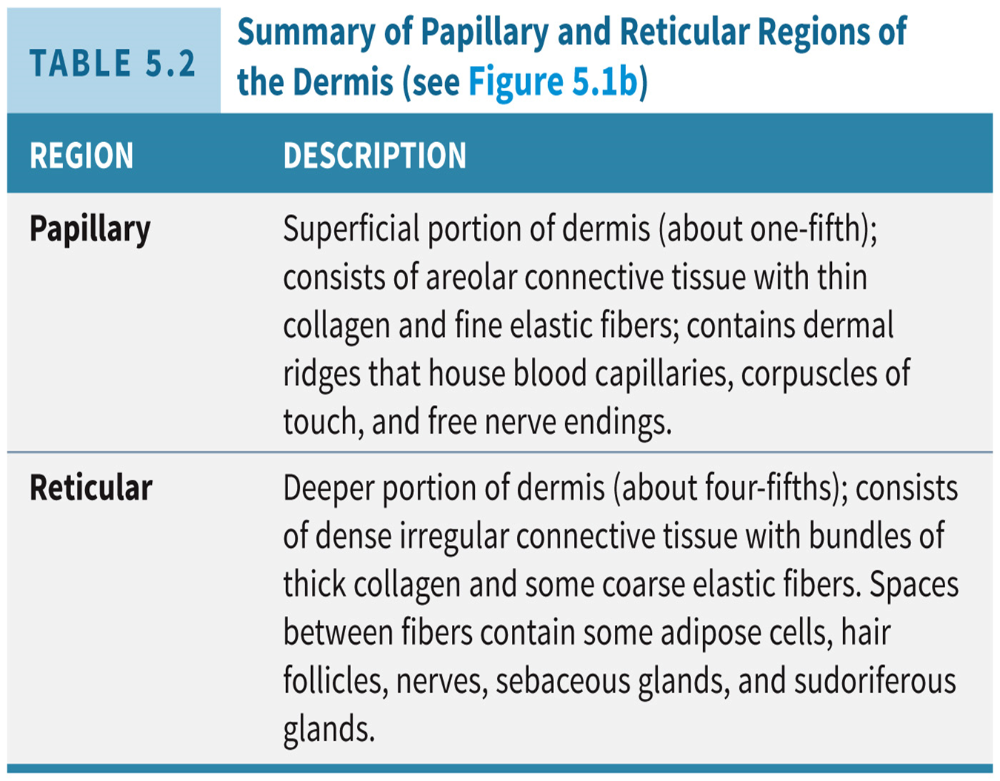 TABLE 5.2
Summary of Papillary and Reticular Regions of
the Dermis (see Figure 5.1b)
REGION DESCRIPTION
Papillary Superficial portion of dermis (about one-fifth);
consists of areolar connective tissue with thin
collagen and fine elastic fibers; contains dermal
ridges that house blood capillaries, corpuscles of
touch, and free nerve endings.
Reticular Deeper portion of dermis (about four-fifths); consists
of dense irregular connective tissue with bundles of
thick collagen and some coarse elastic fibers. Spaces
between fibers contain some adipose cells, hair
follicles, nerves, sebaceous glands, and sudoriferous
glands.